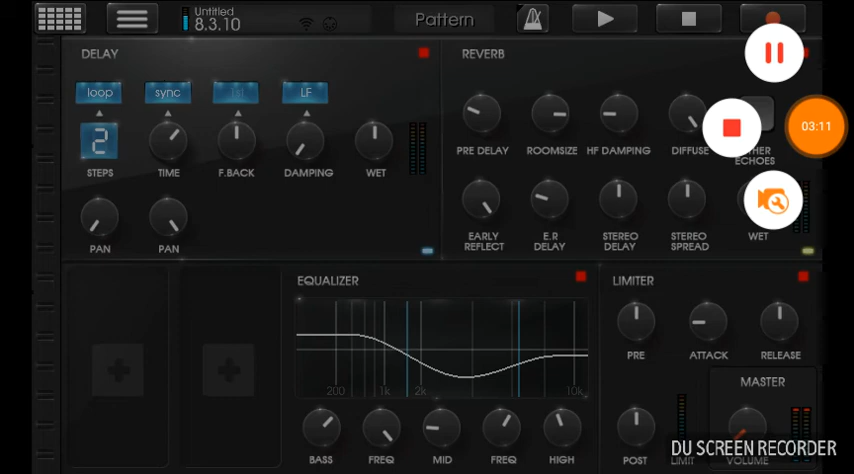 Untitled
8.3.10
Pattern
DELAY
REVERB
loop
sync
1st
LF
03:11
2
STEPS
TIME
F.BACK
DAMPING
WET
PRE DELAY
ROOMSIZE
HF DAMPING
DIFFUSE
ECHOES
PAN
PAN
EARLY
REFLECT
E.R
DELAY
STEREO
DELAY
STEREO
SPREAD
WET
EQUALIZER
LIMITER
200
1k
2k
10k
PRE
ATTACK
RELEASE
MASTER
BASS
FREQ
MID
FREQ
HIGH
POST
LIMIT
VOLUME
DU SCREEN RECORDER